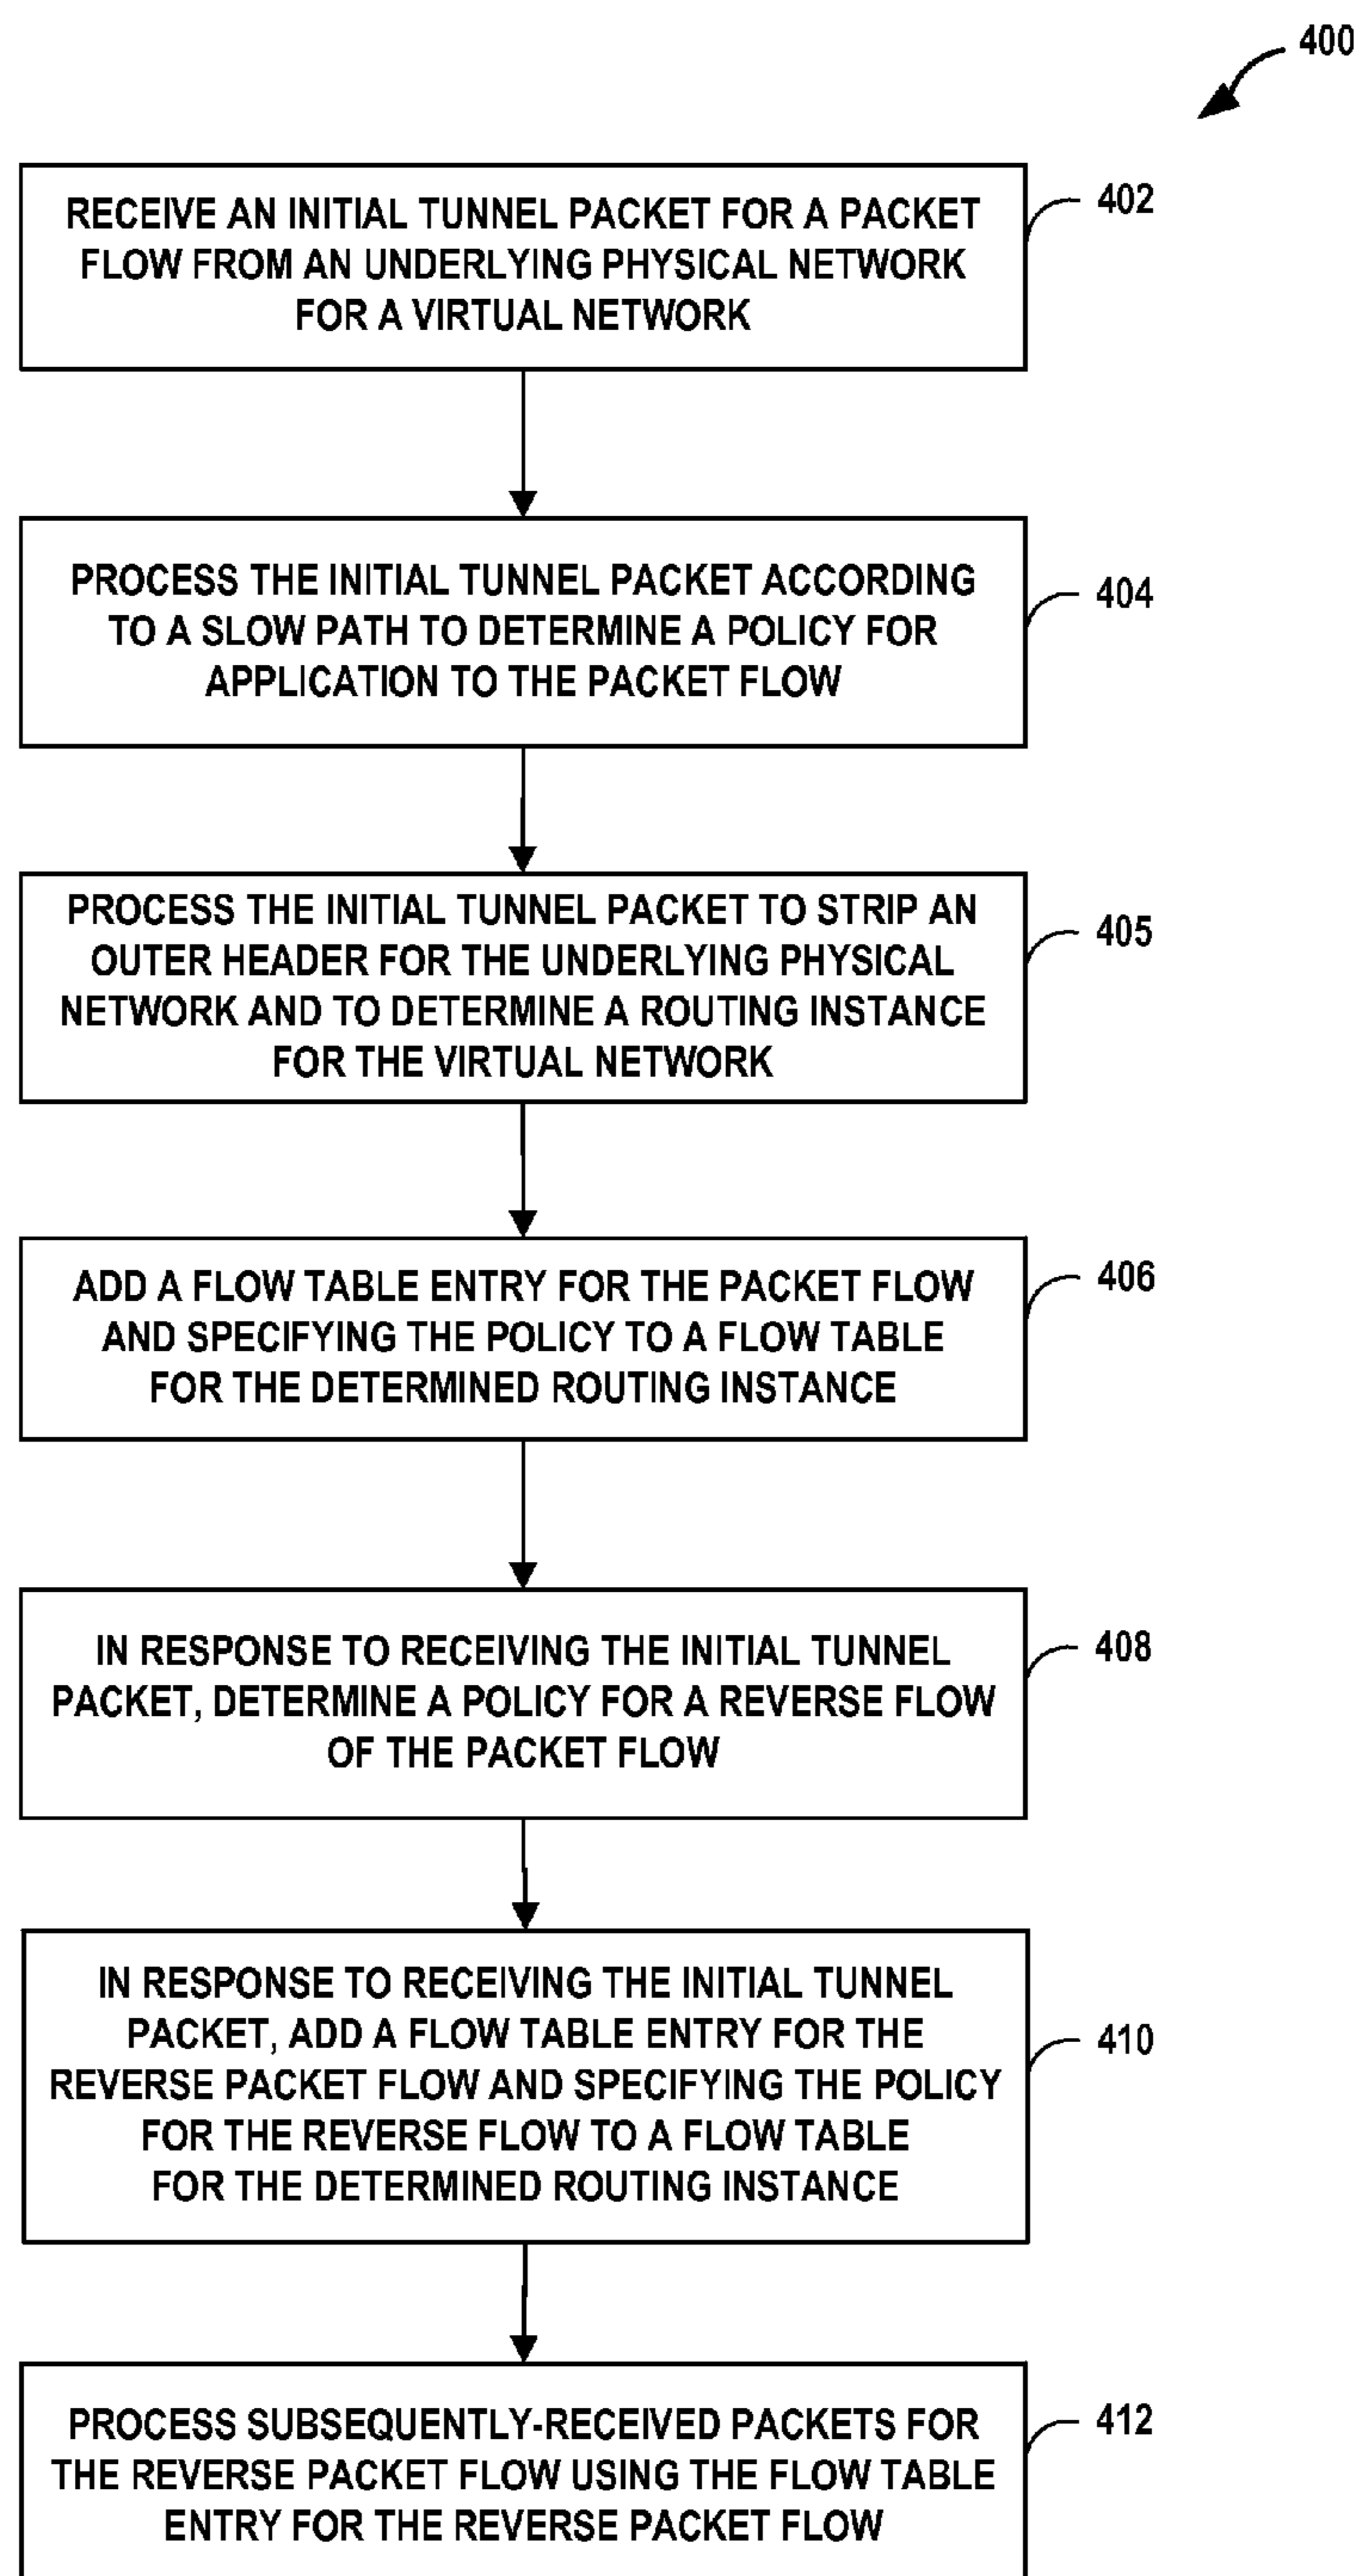 400
RECEIVE AN INITIAL TUNNEL PACKET FOR A PACKET
FLOW FROM AN UNDERLYING PHYSICAL NETWORK
FOR A VIRTUAL NETWORK
402
PROCESS THE INITIAL TUNNEL PACKET ACCORDING
TO A SLOW PATH TO DETERMINE A POLICY FOR
APPLICATION TO THE PACKET FLOW
404
PROCESS THE INITIAL TUNNEL PACKET TO STRIP AN
OUTER HEADER FOR THE UNDERLYING PHYSICAL
NETWORK AND TO DETERMINE A ROUTING INSTANCE
FOR THE VIRTUAL NETWORK
405
ADD A FLOW TABLE ENTRY FOR THE PACKET FLOW
AND SPECIFYING THE POLICY TO A FLOW TABLE
FOR THE DETERMINED ROUTING INSTANCE
406
IN RESPONSE TO RECEIVING THE INITIAL TUNNEL
PACKET, DETERMINE A POLICY FOR A REVERSE FLOW
OF THE PACKET FLOW
408
IN RESPONSE TO RECEIVING THE INITIAL TUNNEL
PACKET, ADD A FLOW TABLE ENTRY FOR THE
REVERSE PACKET FLOW AND SPECIFYING THE POLICY
FOR THE REVERSE FLOW TO A FLOW TABLE
FOR THE DETERMINED ROUTING INSTANCE
410
PROCESS SUBSEQUENTLY-RECEIVED PACKETS FOR
THE REVERSE PACKET FLOW USING THE FLOW TABLE
ENTRY FOR THE REVERSE PACKET FLOW
412